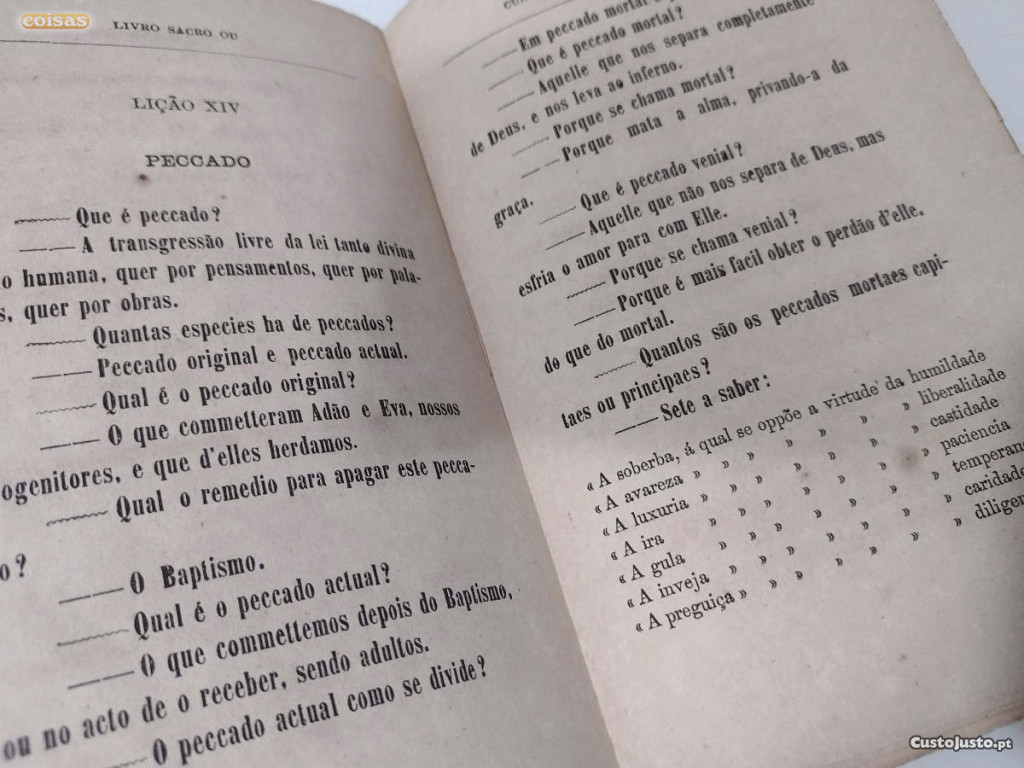 coisas
LIVRO SACRO OU
LIÇÃO XIV
PECCADO
Que é peccado?
A transgressão livre da lei tanto divina
o humana, quer por pensamentos, quer por pala-
s, quer por obras.
Quantas especies ha de peccados?
Peccado original e peccado actual.
Qual é o peccado original?
O que commetteram Adão e Eva, nossos
ogenitores, e que d'elles herdamos.
Qual o remedio para apagar este pecca-
o?
O Baptismo.
Qual é o peccado actual?
O que commettemos depois do Baptismo,
ou no acto de o receber, sendo adultos.
O peccado actual como se divide?
Em peccado mortal
Que é peccado mortal?
Aquelle que nos separa completamente
de Deus, e nos leva ao inferno.
Porque se chama mortal?
Porque mata a alma, privando-a da
graça.
Que é peccado venial?
Aquelle que não nos separa de Deus, mas
esfria o amor para com Elle.
Porque se chama venial?
Porque é mais facil obter o perdão d'elle,
do que do mortal.
Quantos são os peccados mortaes capi-
taes ou principaes?
Sete a saber:
« A soberba, á qual se oppõe a virtude da humildade
« A avareza » » » » » » liberalidade
« A luxuria » » » » » » castidade
« A ira » » » » » » paciencia
« A gula » » » » » » temperan
« A inveja » » » » » » caridade
« A preguiça » » » » » » diligen
CustoJusto.pt